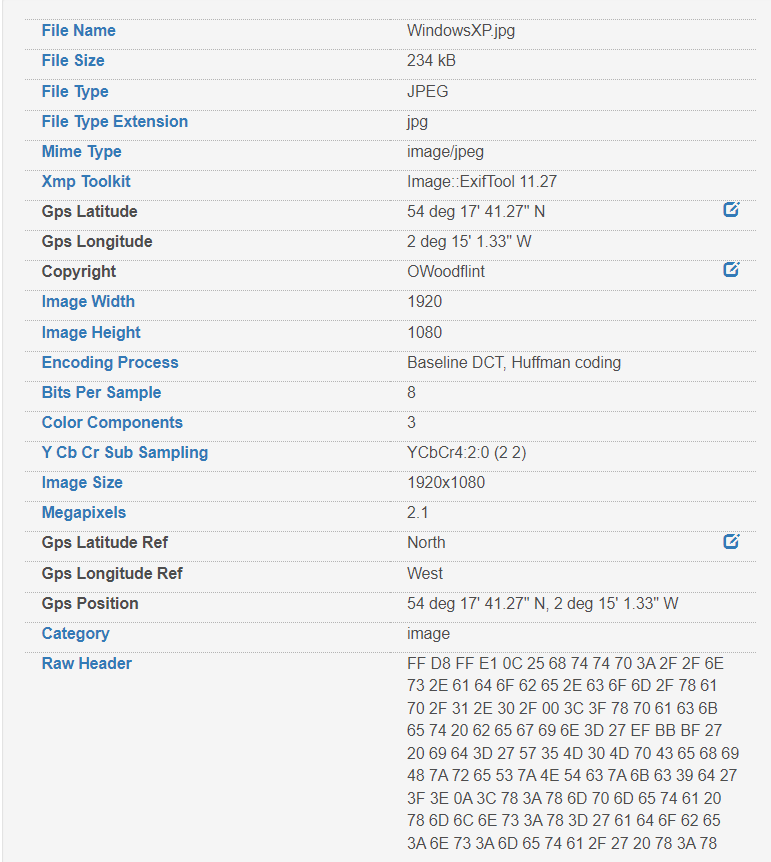 File Name WindowsXP.jpg
File Size 234 kB
File Type JPEG
File Type Extension jpg
Mime Type image/jpeg
Xmp Toolkit Image::ExifTool 11.27
Gps Latitude 54 deg 17' 41.27" N
Gps Longitude 2 deg 15' 1.33" W
Copyright OWoodflint
Image Width 1920
Image Height 1080
Encoding Process Baseline DCT, Huffman coding
Bits Per Sample 8
Color Components 3
Y Cb Cr Sub Sampling YCbCr4:2:0 (2 2)
Image Size 1920x1080
Megapixels 2.1
Gps Latitude Ref North
Gps Longitude Ref West
Gps Position 54 deg 17' 41.27" N, 2 deg 15' 1.33" W
Category image
Raw Header FF D8 FF E1 0C 25 68 74 74 70 3A 2F 2F 6E
73 2E 61 64 6F 62 65 2E 63 6F 6D 2F 78 61
70 2F 31 2E 30 2F 00 3C 3F 78 70 61 63 6B
65 74 20 62 65 67 69 6E 3D 27 EF BB BF 27
20 69 64 3D 27 57 35 4D 30 4D 70 43 65 68 69
48 7A 72 65 53 7A 4E 54 63 7A 6B 63 39 64 27
3F 3E 0A 3C 78 3A 78 6D 70 6D 65 74 61 20
78 6D 6C 6E 73 3A 78 3D 27 61 64 6F 62 65
3A 6E 73 3A 6D 65 74 61 2F 27 20 78 3A 78